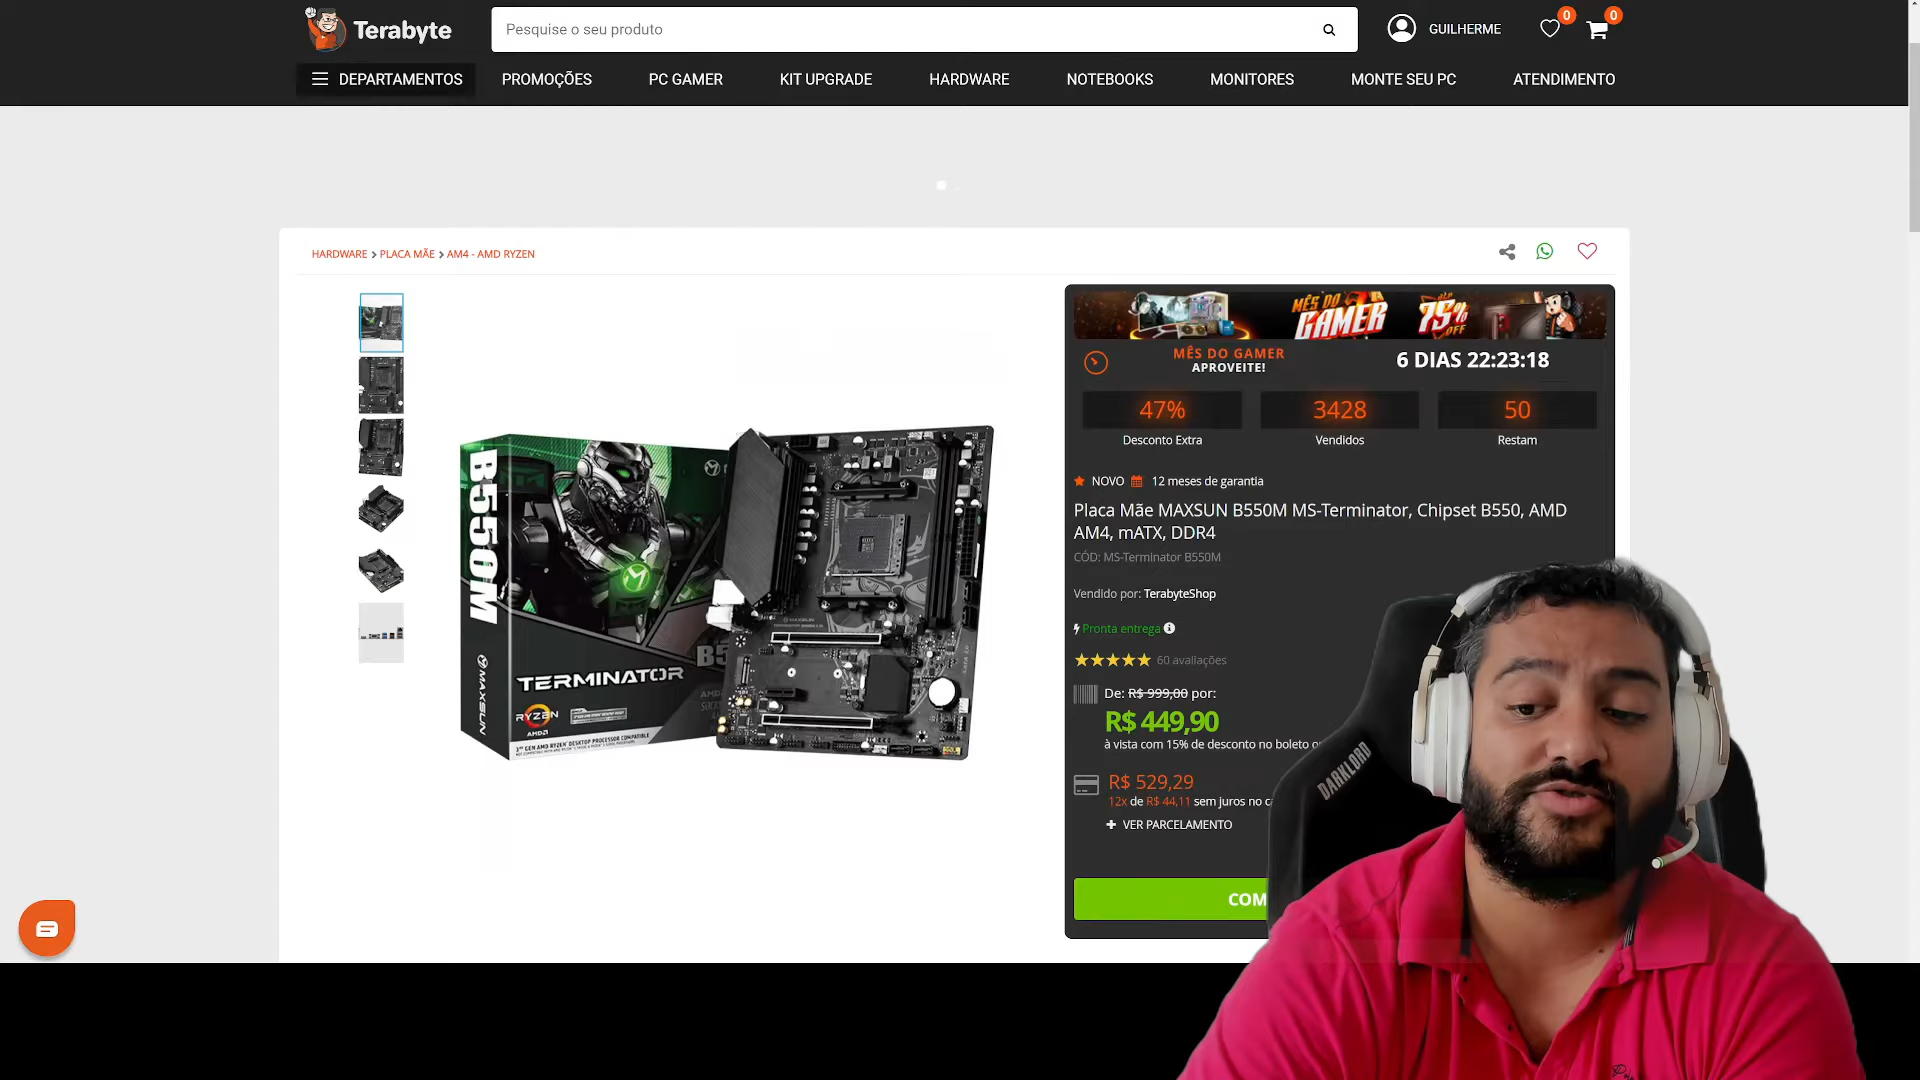 Terabyte
Pesquise o seu produto
GUILHERME
0
0
DEPARTAMENTOS
PROMOÇÕES
PC GAMER
KIT UPGRADE
HARDWARE
NOTEBOOKS
MONITORES
MONTE SEU PC
ATENDIMENTO
HARDWARE > PLACA MÃE > AM4 - AMD RYZEN
MÊS DO
GAMER
75%
OFF
MÊS DO GAMER
APROVEITE!
6 DIAS 22:23:18
47%
3428
50
Desconto Extra
Vendidos
Restam
NOVO
12 meses de garantia
Placa Mãe MAXSUN B550M MS-Terminator, Chipset B550, AMD
AM4, mATX, DDR4
CÓD: MS-Terminator B550M
Vendido por: TerabyteShop
Pronta entrega
60 avaliações
De: R$ 999,00 por:
R$ 449,90
à vista com 15% de desconto no boleto
R$ 529,29
12x de R$ 44,11 sem juros no
VER PARCELAMENTO
COM
B550M
MAXSUN
TERMINATOR
RYZEN
AMD
DARKLORD